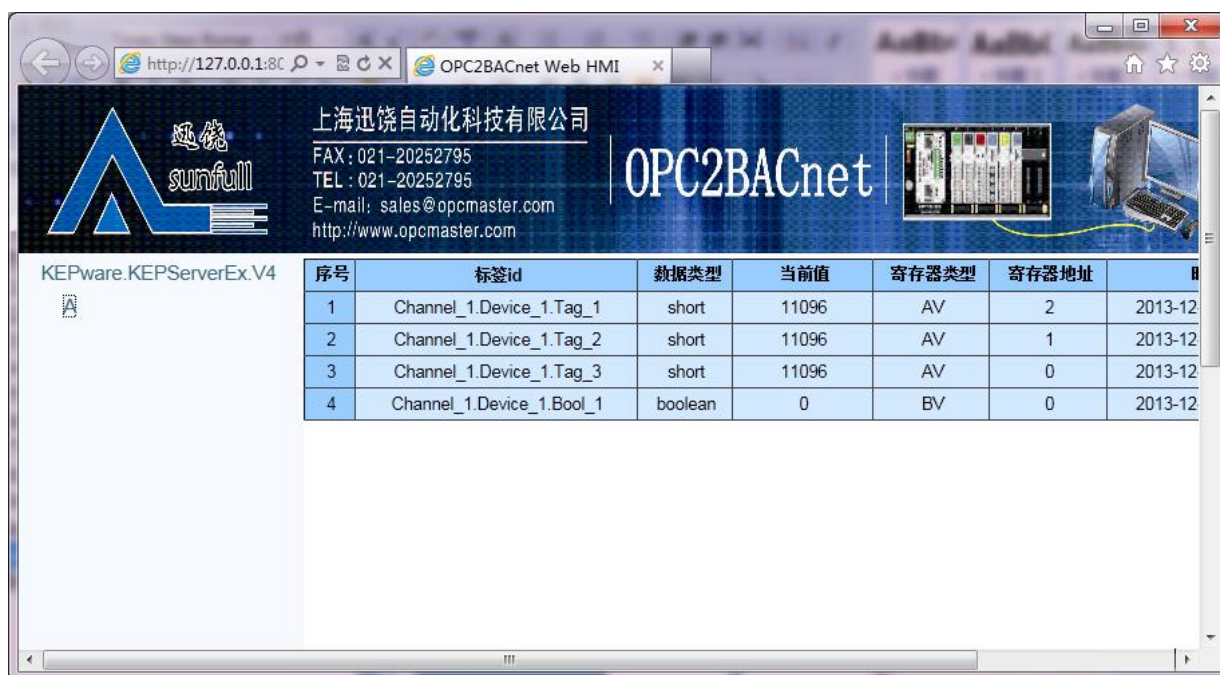 http://127.0.0.1:80
OPC2BACnet Web HMI
迅饶
sunfull
上海迅饶自动化科技有限公司
FAX:021-20252795
TEL:021-20252795
E-mail: sales@opcmaster.com
http://www.opcmaster.com
OPC2BACnet
KEPware.KEPServerEx.V4
A
序号 标签id 数据类型 当前值 寄存器类型 寄存器地址
1 Channel_1.Device_1.Tag_1 short 11096 AV 2 2013-12
2 Channel_1.Device_1.Tag_2 short 11096 AV 1 2013-12
3 Channel_1.Device_1.Tag_3 short 11096 AV 0 2013-12
4 Channel_1.Device_1.Bool_1 boolean 0 BV 0 2013-12